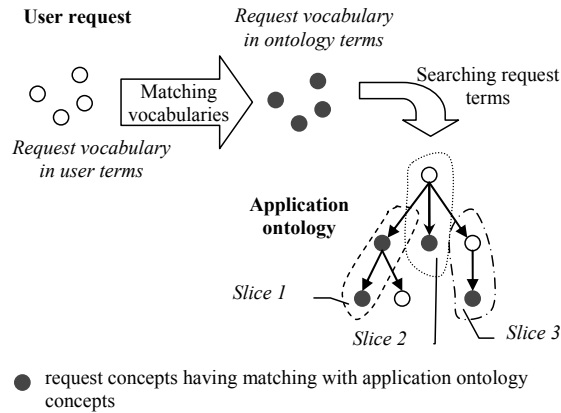 User request
Request vocabulary
in ontology terms
Matching
vocabularies
Searching request
terms
Request vocabulary
in user terms
Application
ontology
Slice 1
Slice 2
Slice 3
request concepts having matching with application ontology
concepts